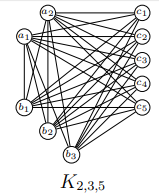 a₂ c₁
a₁ c₂
c₃
c₄
b₁ c₅
b₂
b₃
K₂,₃,₅